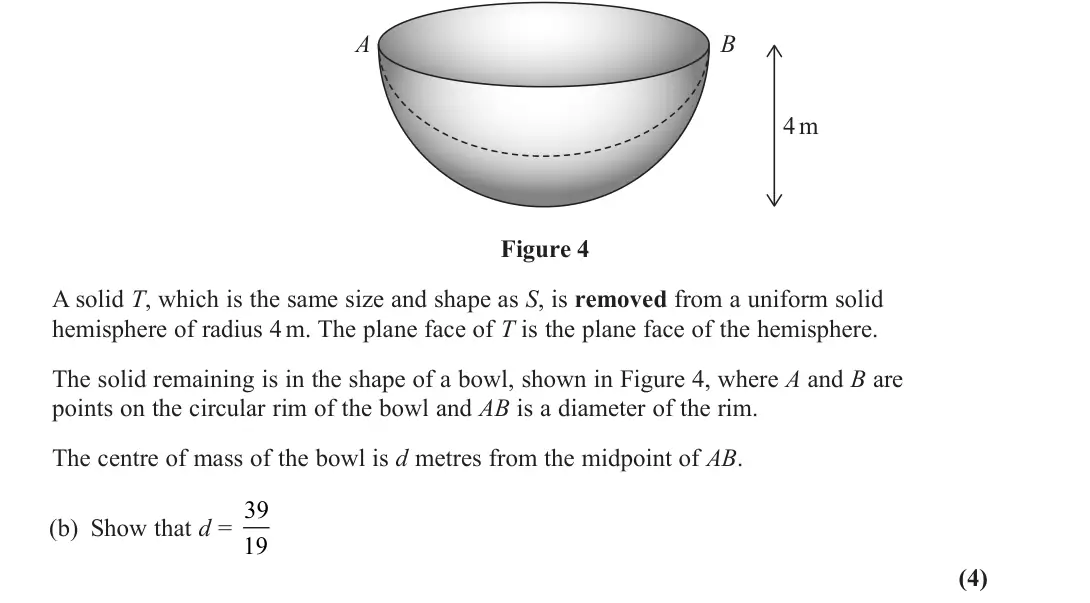 A B
4 m
Figure 4
A solid T, which is the same size and shape as S, is removed from a uniform solid
hemisphere of radius 4 m. The plane face of T is the plane face of the hemisphere.
The solid remaining is in the shape of a bowl, shown in Figure 4, where A and B are
points on the circular rim of the bowl and AB is a diameter of the rim.
The centre of mass of the bowl is d metres from the midpoint of AB.
(b) Show that d = 39/19
(4)